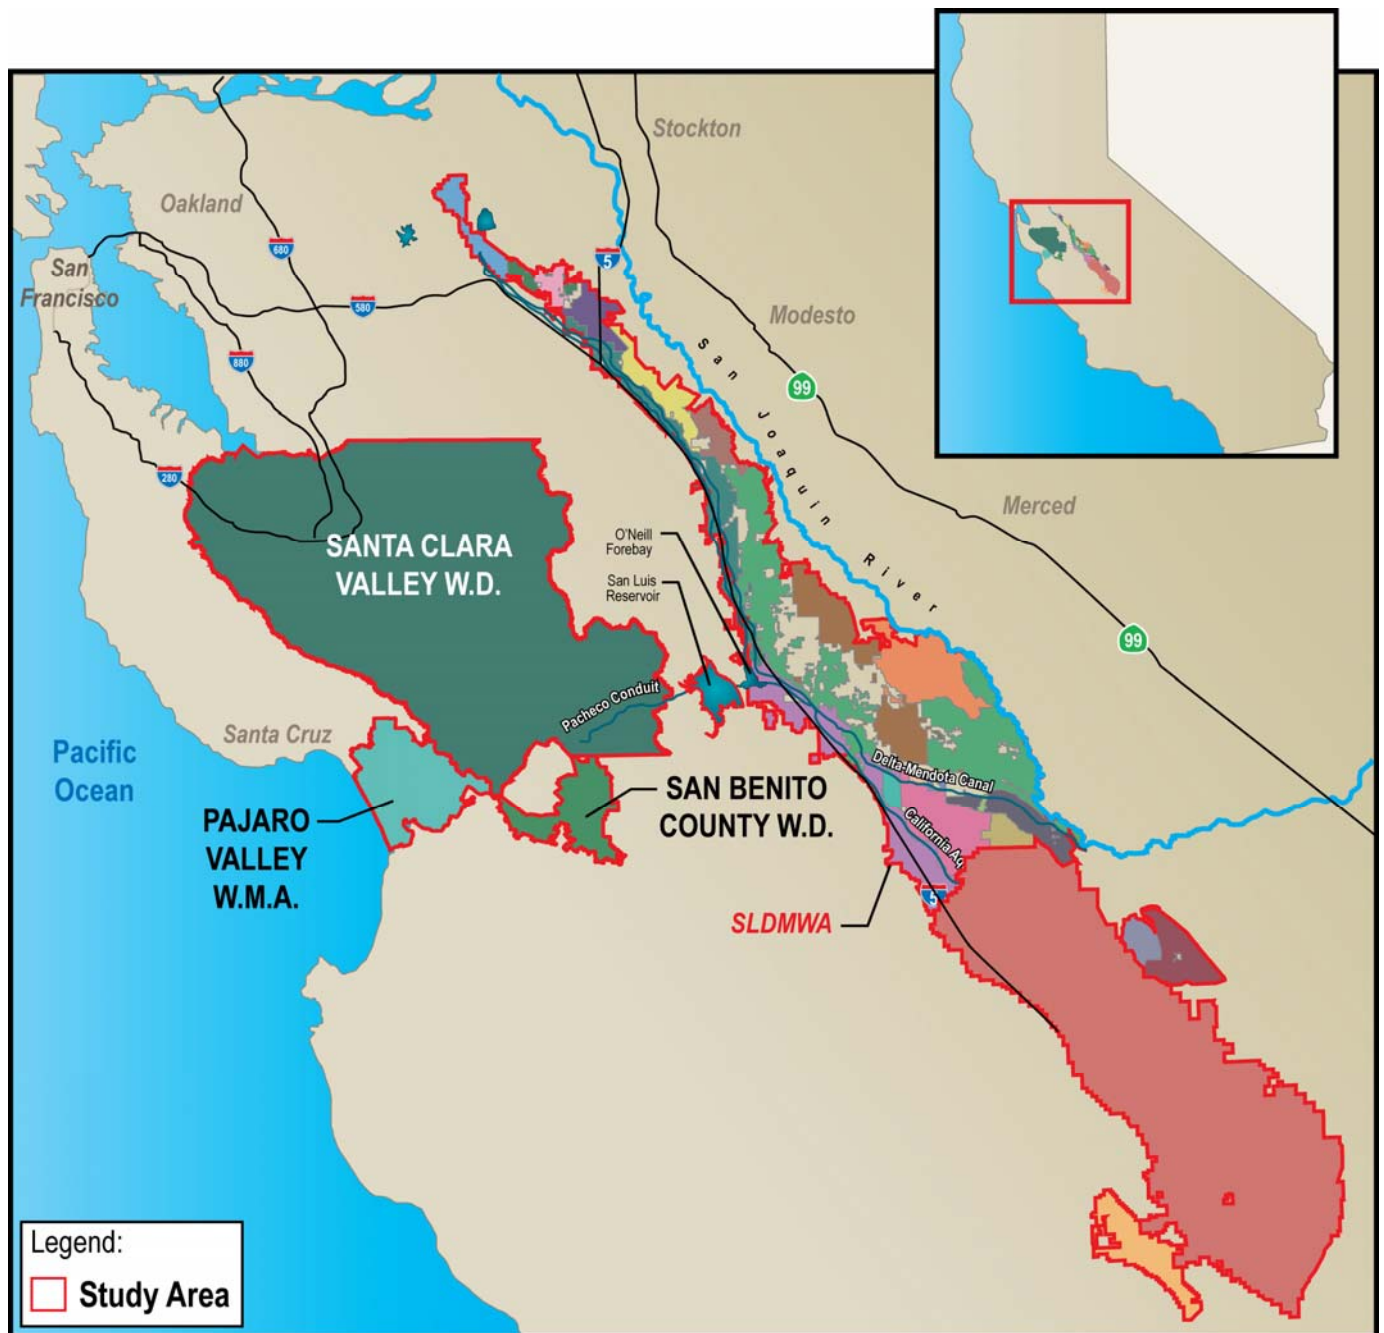 Stockton
Oakland
680
San
Francisco
5
580
Modesto
880
99
San Joaquin River
280
Merced
O'Neill
Forebay
SANTA CLARA
VALLEY W.D.
San Luis
Reservoir
99
Pacheco Conduit
Santa Cruz
Pacific
Ocean
Delta-Mendota Canal
SAN BENITO
COUNTY W.D.
PAJARO
VALLEY
W.M.A.
California Aq
5
SLDMWA
Legend:
Study Area